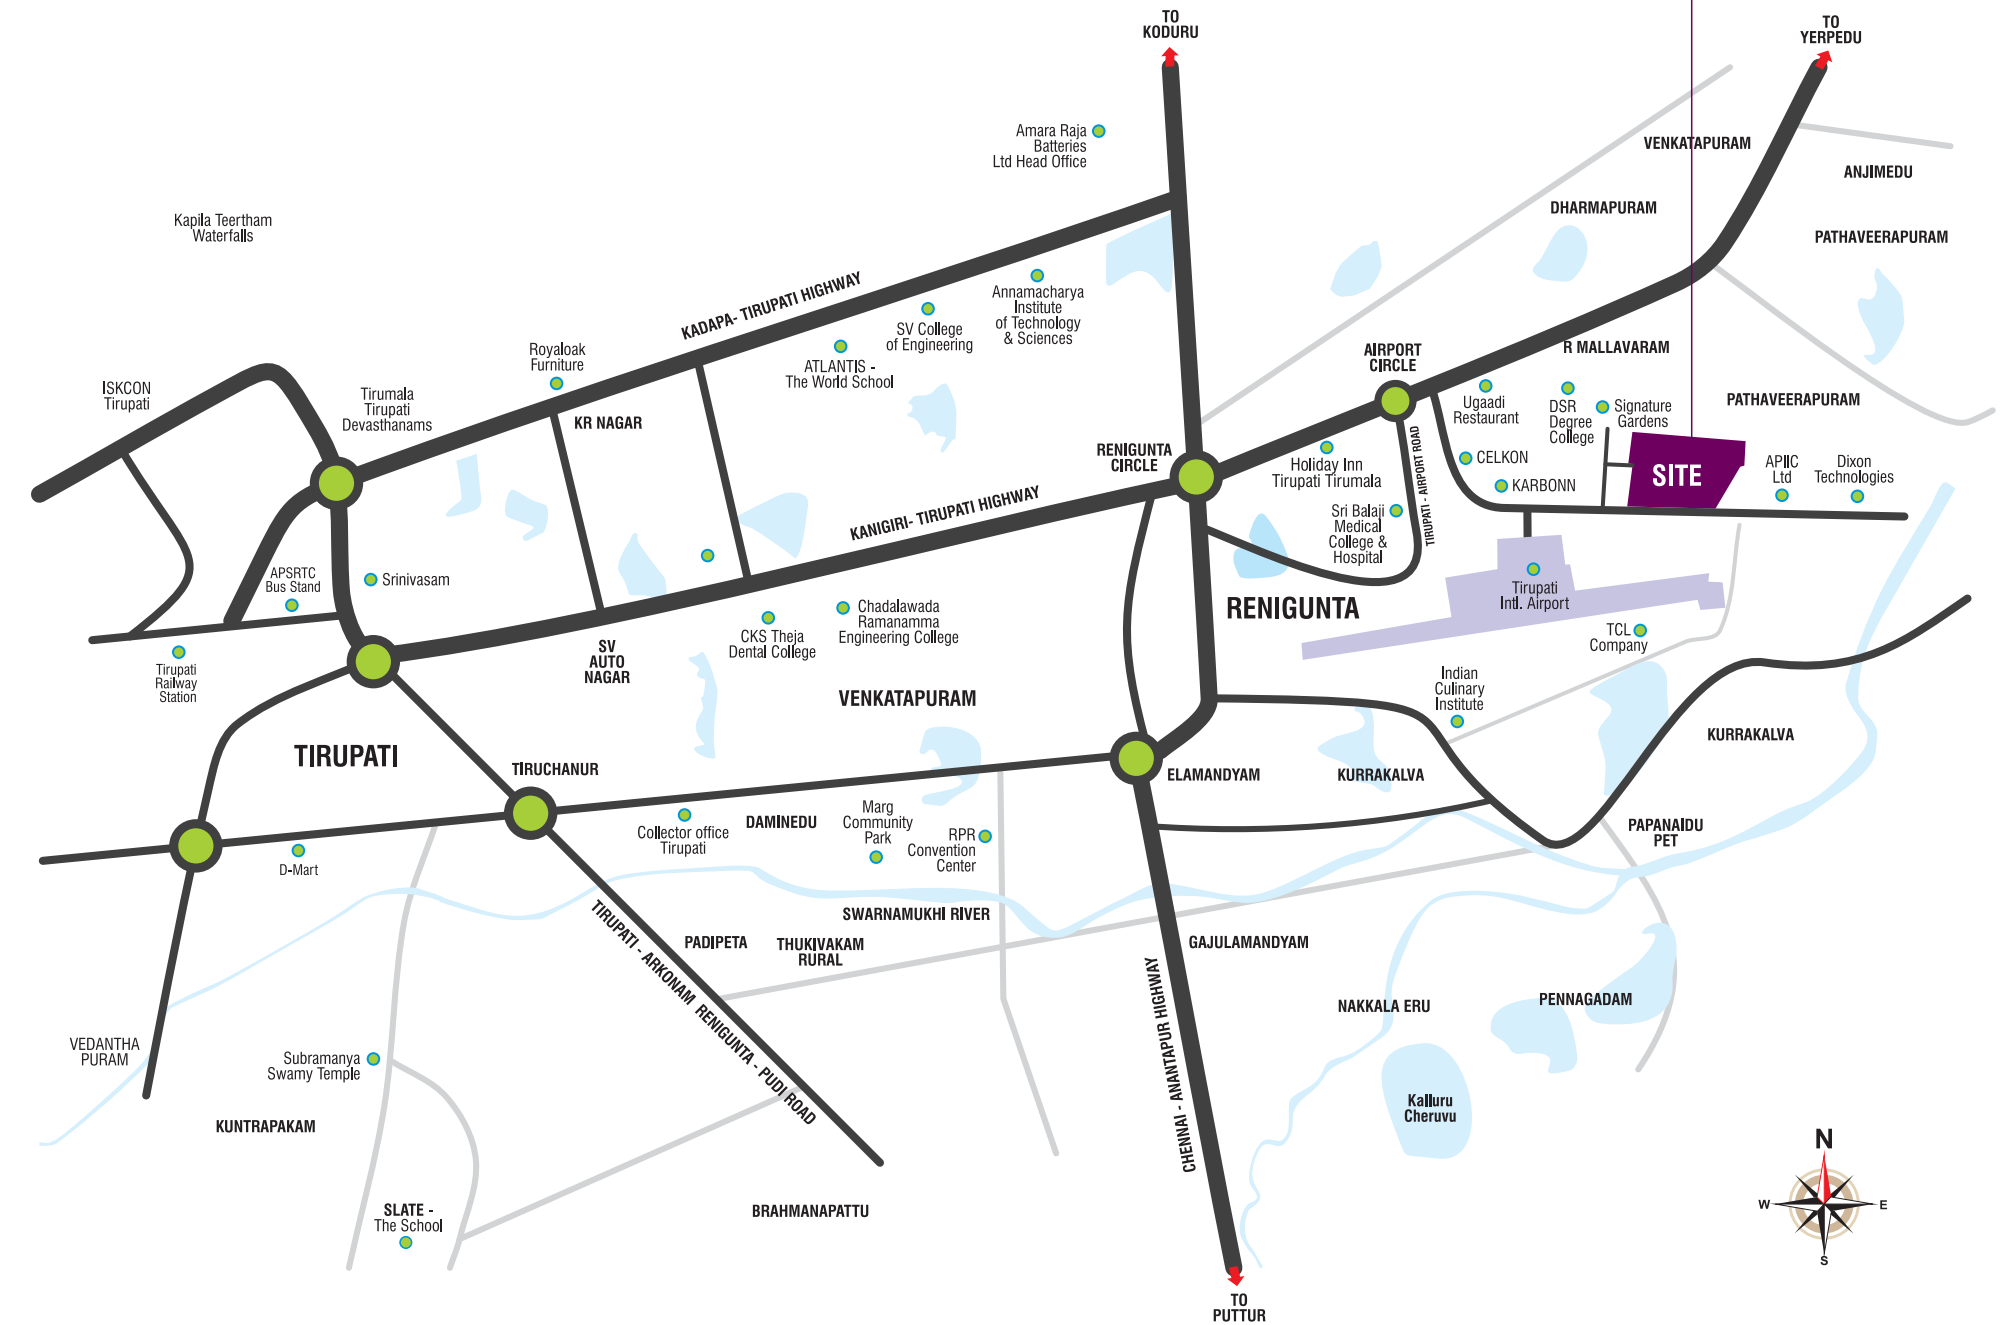 TO
KODURU
TO
YERPEDU
Amara Raja
Batteries
Ltd Head Office
VENKATAPURAM
ANJIMEDU
DHARMAPURAM
PATHAVEERAPURAM
Kapila Teertham
Waterfalls
KADAPA- TIRUPATI HIGHWAY
Annamacharya
Institute
of Technology
& Sciences
SV College
of Engineering
ATLANTIS -
The World School
Royaloak
Furniture
KR NAGAR
ISKCON
Tirupati
Tirumala
Tirupati
Devasthanams
AIRPORT
CIRCLE
R MALLAVARAM
Ugaadi
Restaurant
DSR
Degree
College
Signature
Gardens
PATHAVEERAPURAM
RENIGUNTA
CIRCLE
Holiday Inn
Tirupati Tirumala
TIRUPATI - AIRPORT ROAD
CELKON
KARBONN
SITE
APIIC
Ltd
Dixon
Technologies
KANIGIRI- TIRUPATI HIGHWAY
Sri Balaji
Medical
College &
Hospital
APSRTC
Bus Stand
Srinivasam
RENIGUNTA
Tirupati
Intl. Airport
TCL
Company
CKS Theja
Dental College
Chadalawada
Ramanamma
Engineering College
SV
AUTO
NAGAR
Tirupati
Railway
Station
VENKATAPURAM
Indian
Culinary
Institute
KURRAKALVA
TIRUPATI
TIRUCHANUR
ELAMANDYAM
KURRAKALVA
Collector office
Tirupati
DAMINEDU
Marg
Community
Park
RPR
Convention
Center
PAPANAIDU
PET
D-Mart
SWARNAMUKHI RIVER
TIRUPATI - ARKONAM RENIGUNTA - PUDI ROAD
PADIPETA
THUKIVAKAM
RURAL
GAJULAMANDYAM
CHENNAI - ANANTAPUR HIGHWAY
NAKKALA ERU
PENNAGADAM
VEDANTHA
PURAM
Subramanya
Swamy Temple
KUNTRAPAKAM
Kalluru
Cheruvu
SLATE -
The School
BRAHMANAPATTU
N
W
E
S
TO
PUTTUR